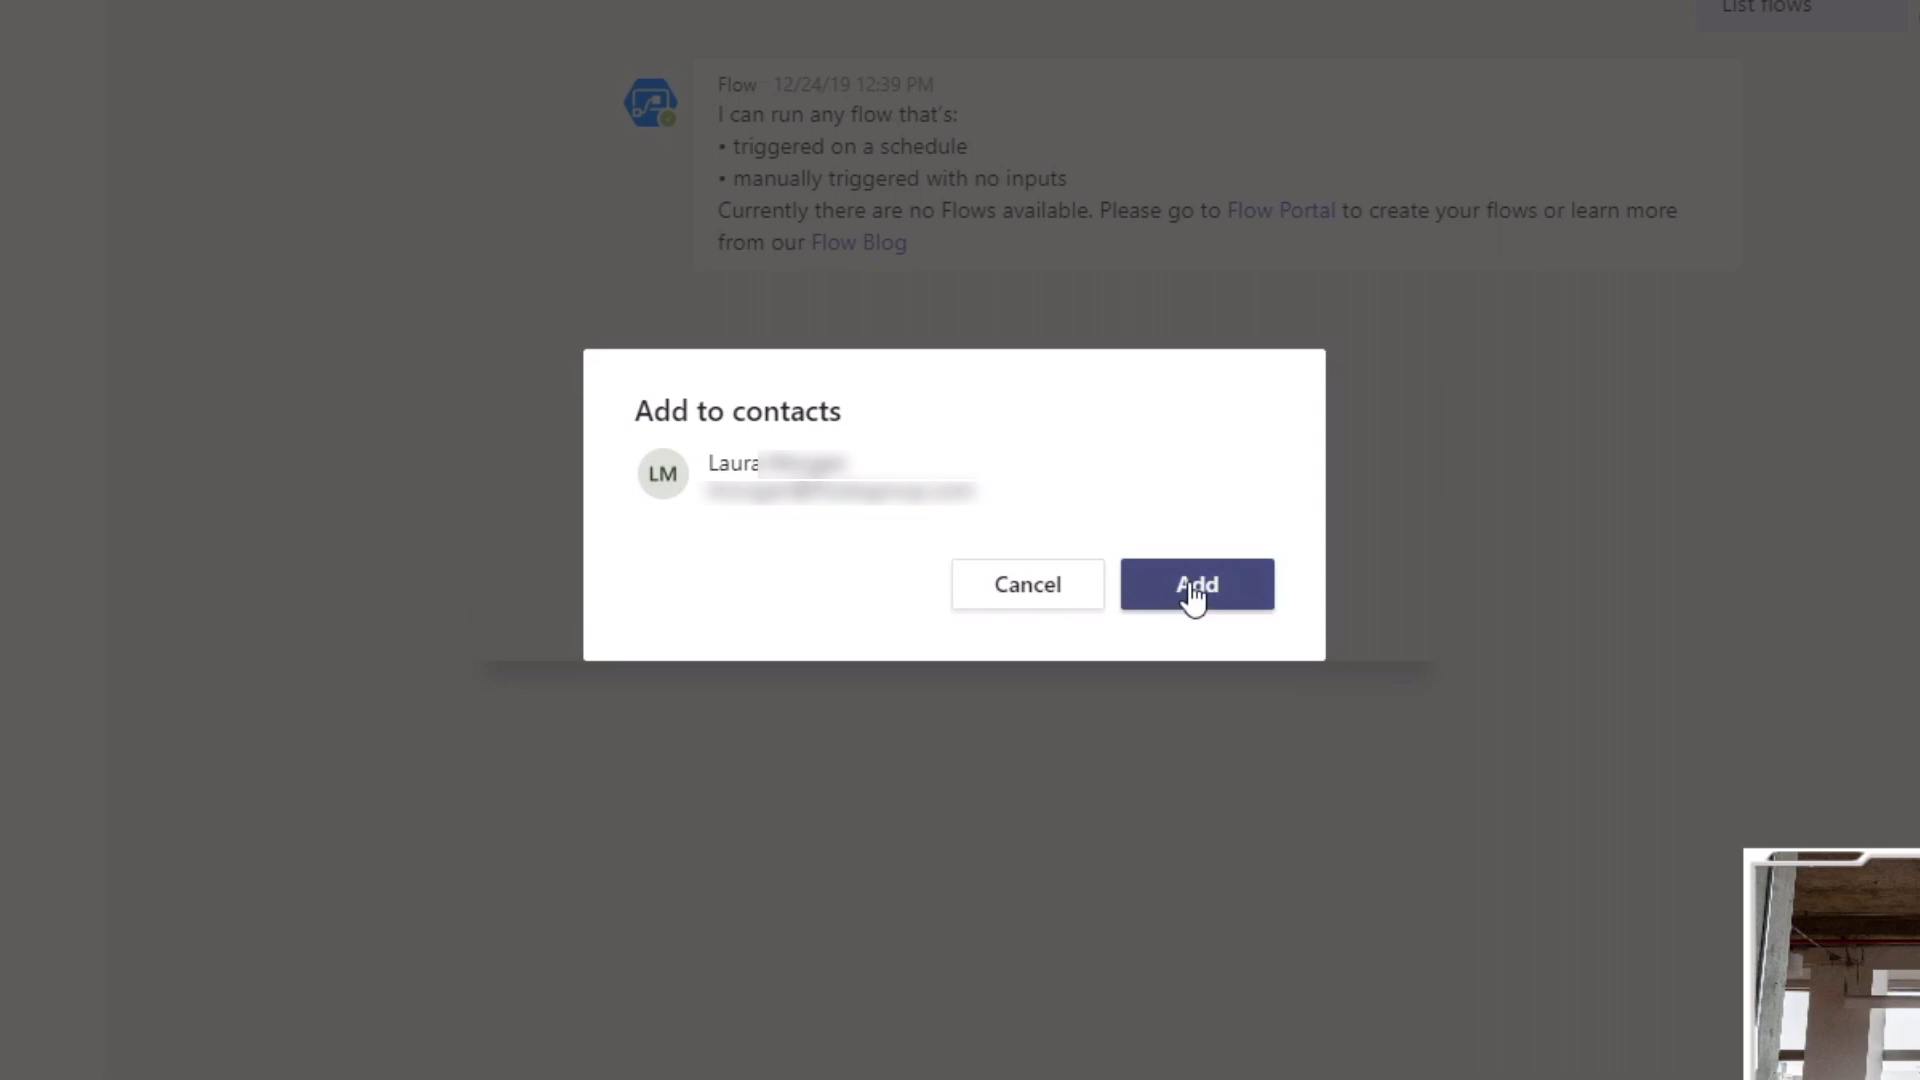 List flows
Flow 12/24/19 12:39 PM
I can run any flow that's:
• triggered on a schedule
• manually triggered with no inputs
Currently there are no Flows available. Please go to Flow Portal to create your flows or learn more
from our Flow Blog
Add to contacts
LM
Laura
Cancel
Add